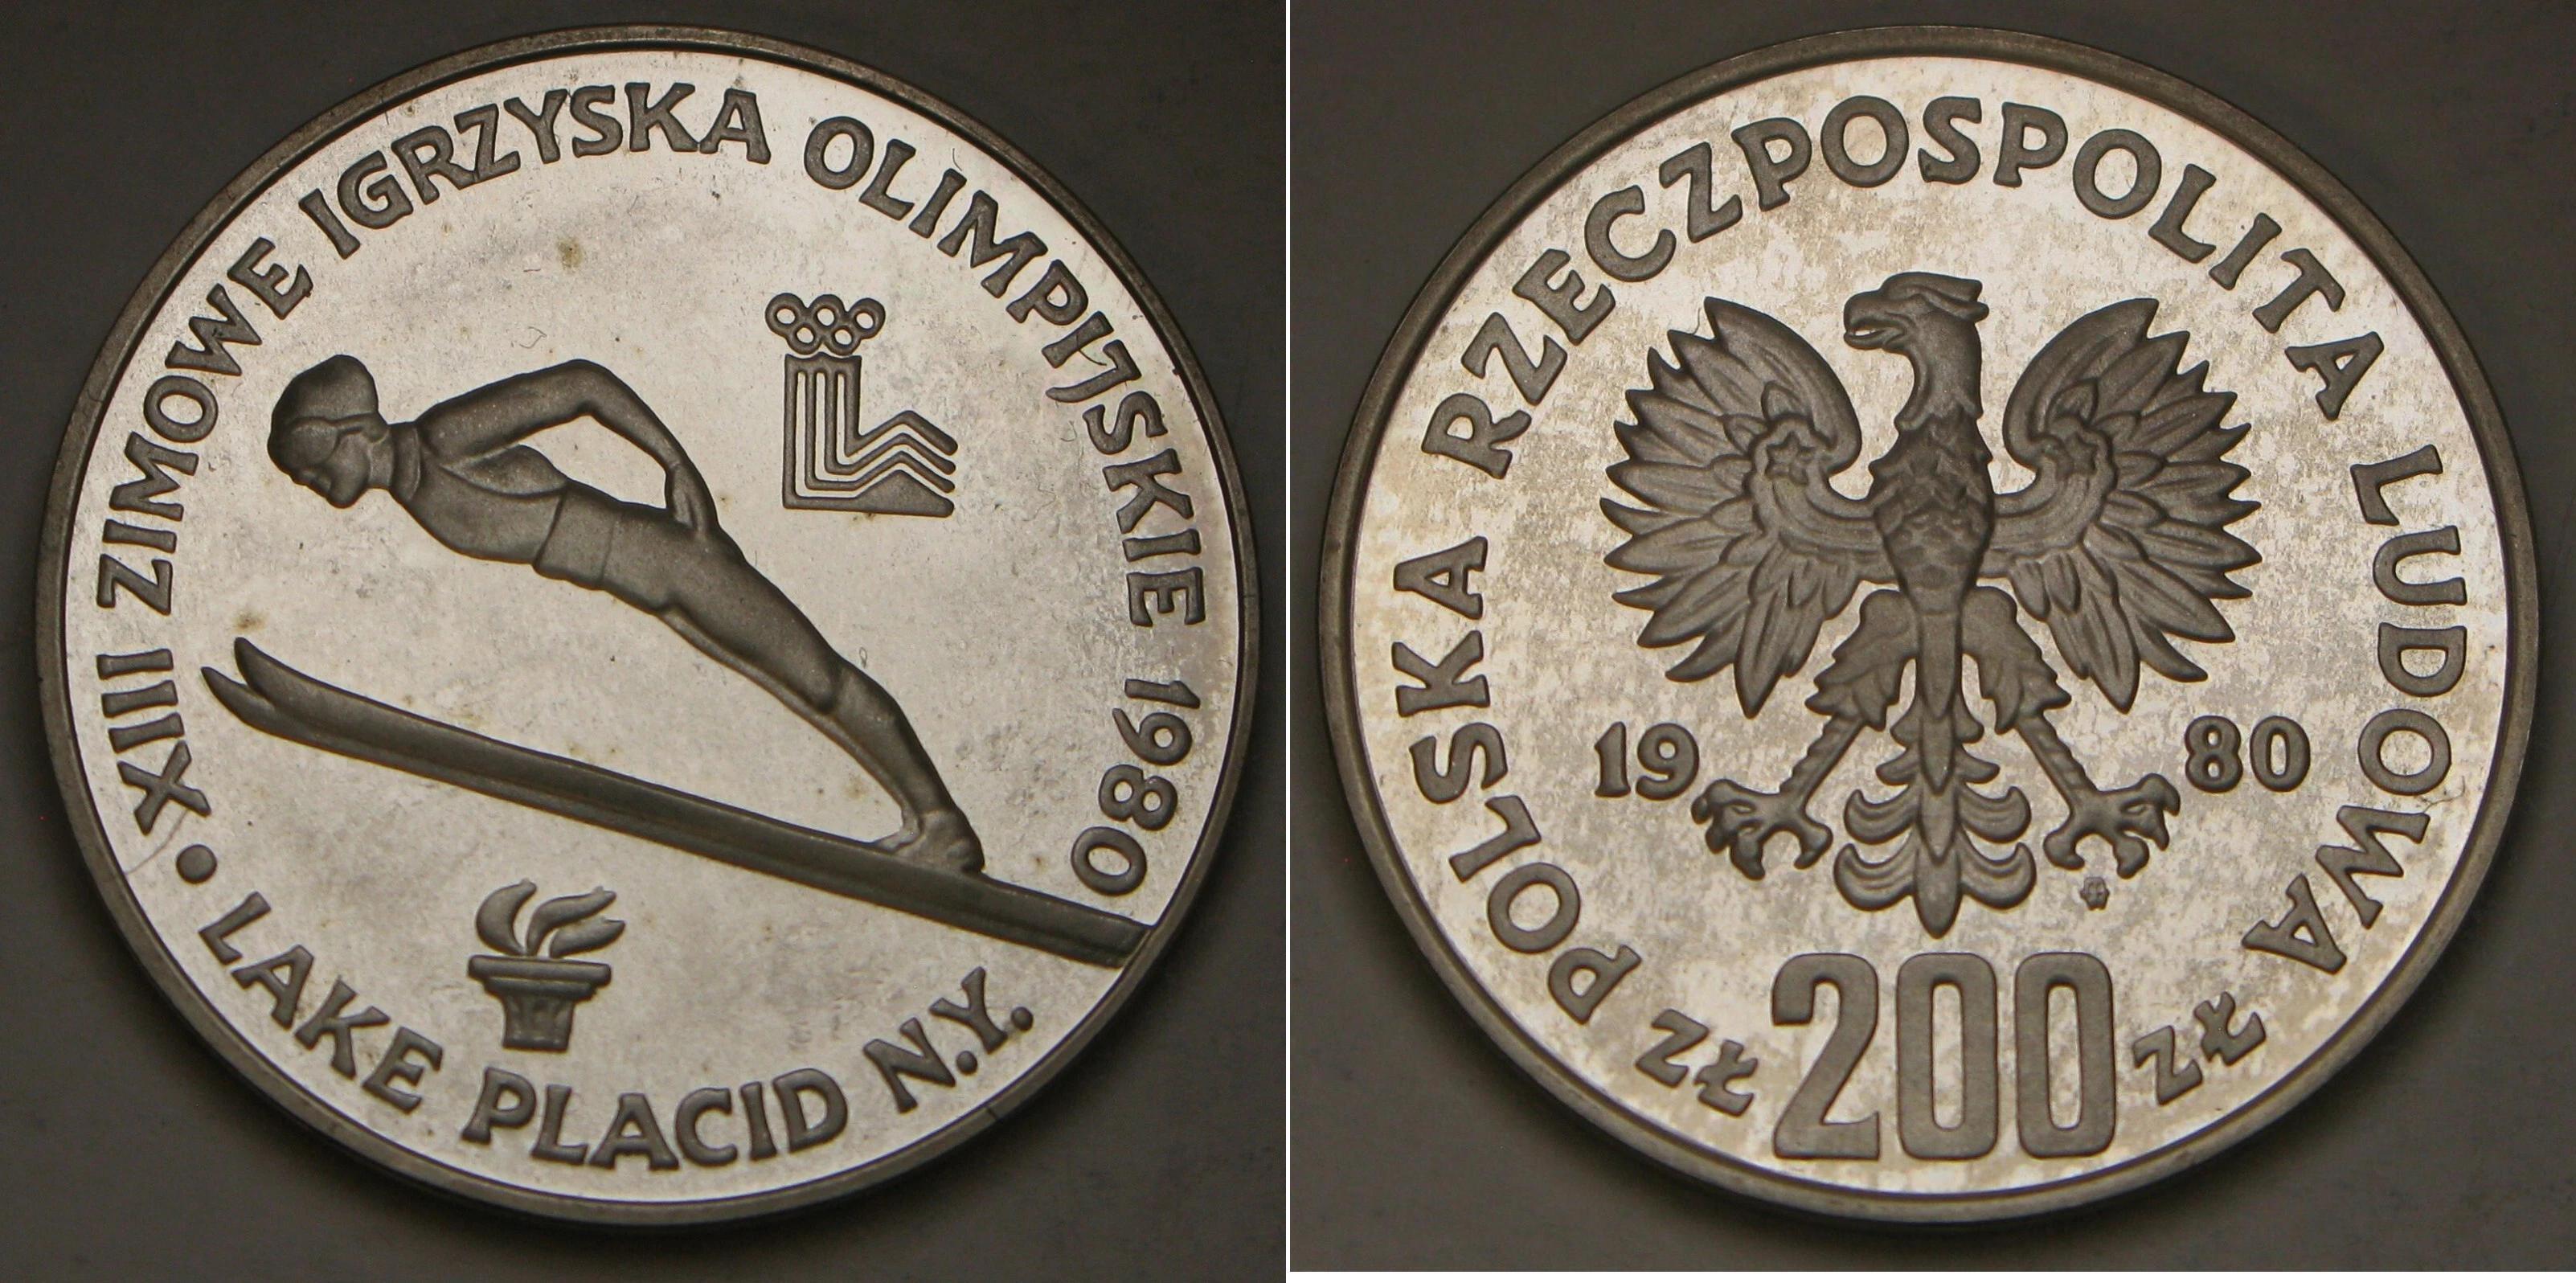 XIII ZIMOWE IGRZYSKA OLIMPIJSKIE 1980
• LAKE PLACID N.Y.
POLSKA RZECZPOSPOLITA LUDOWA
19 80
ZŁ 200 ZŁ